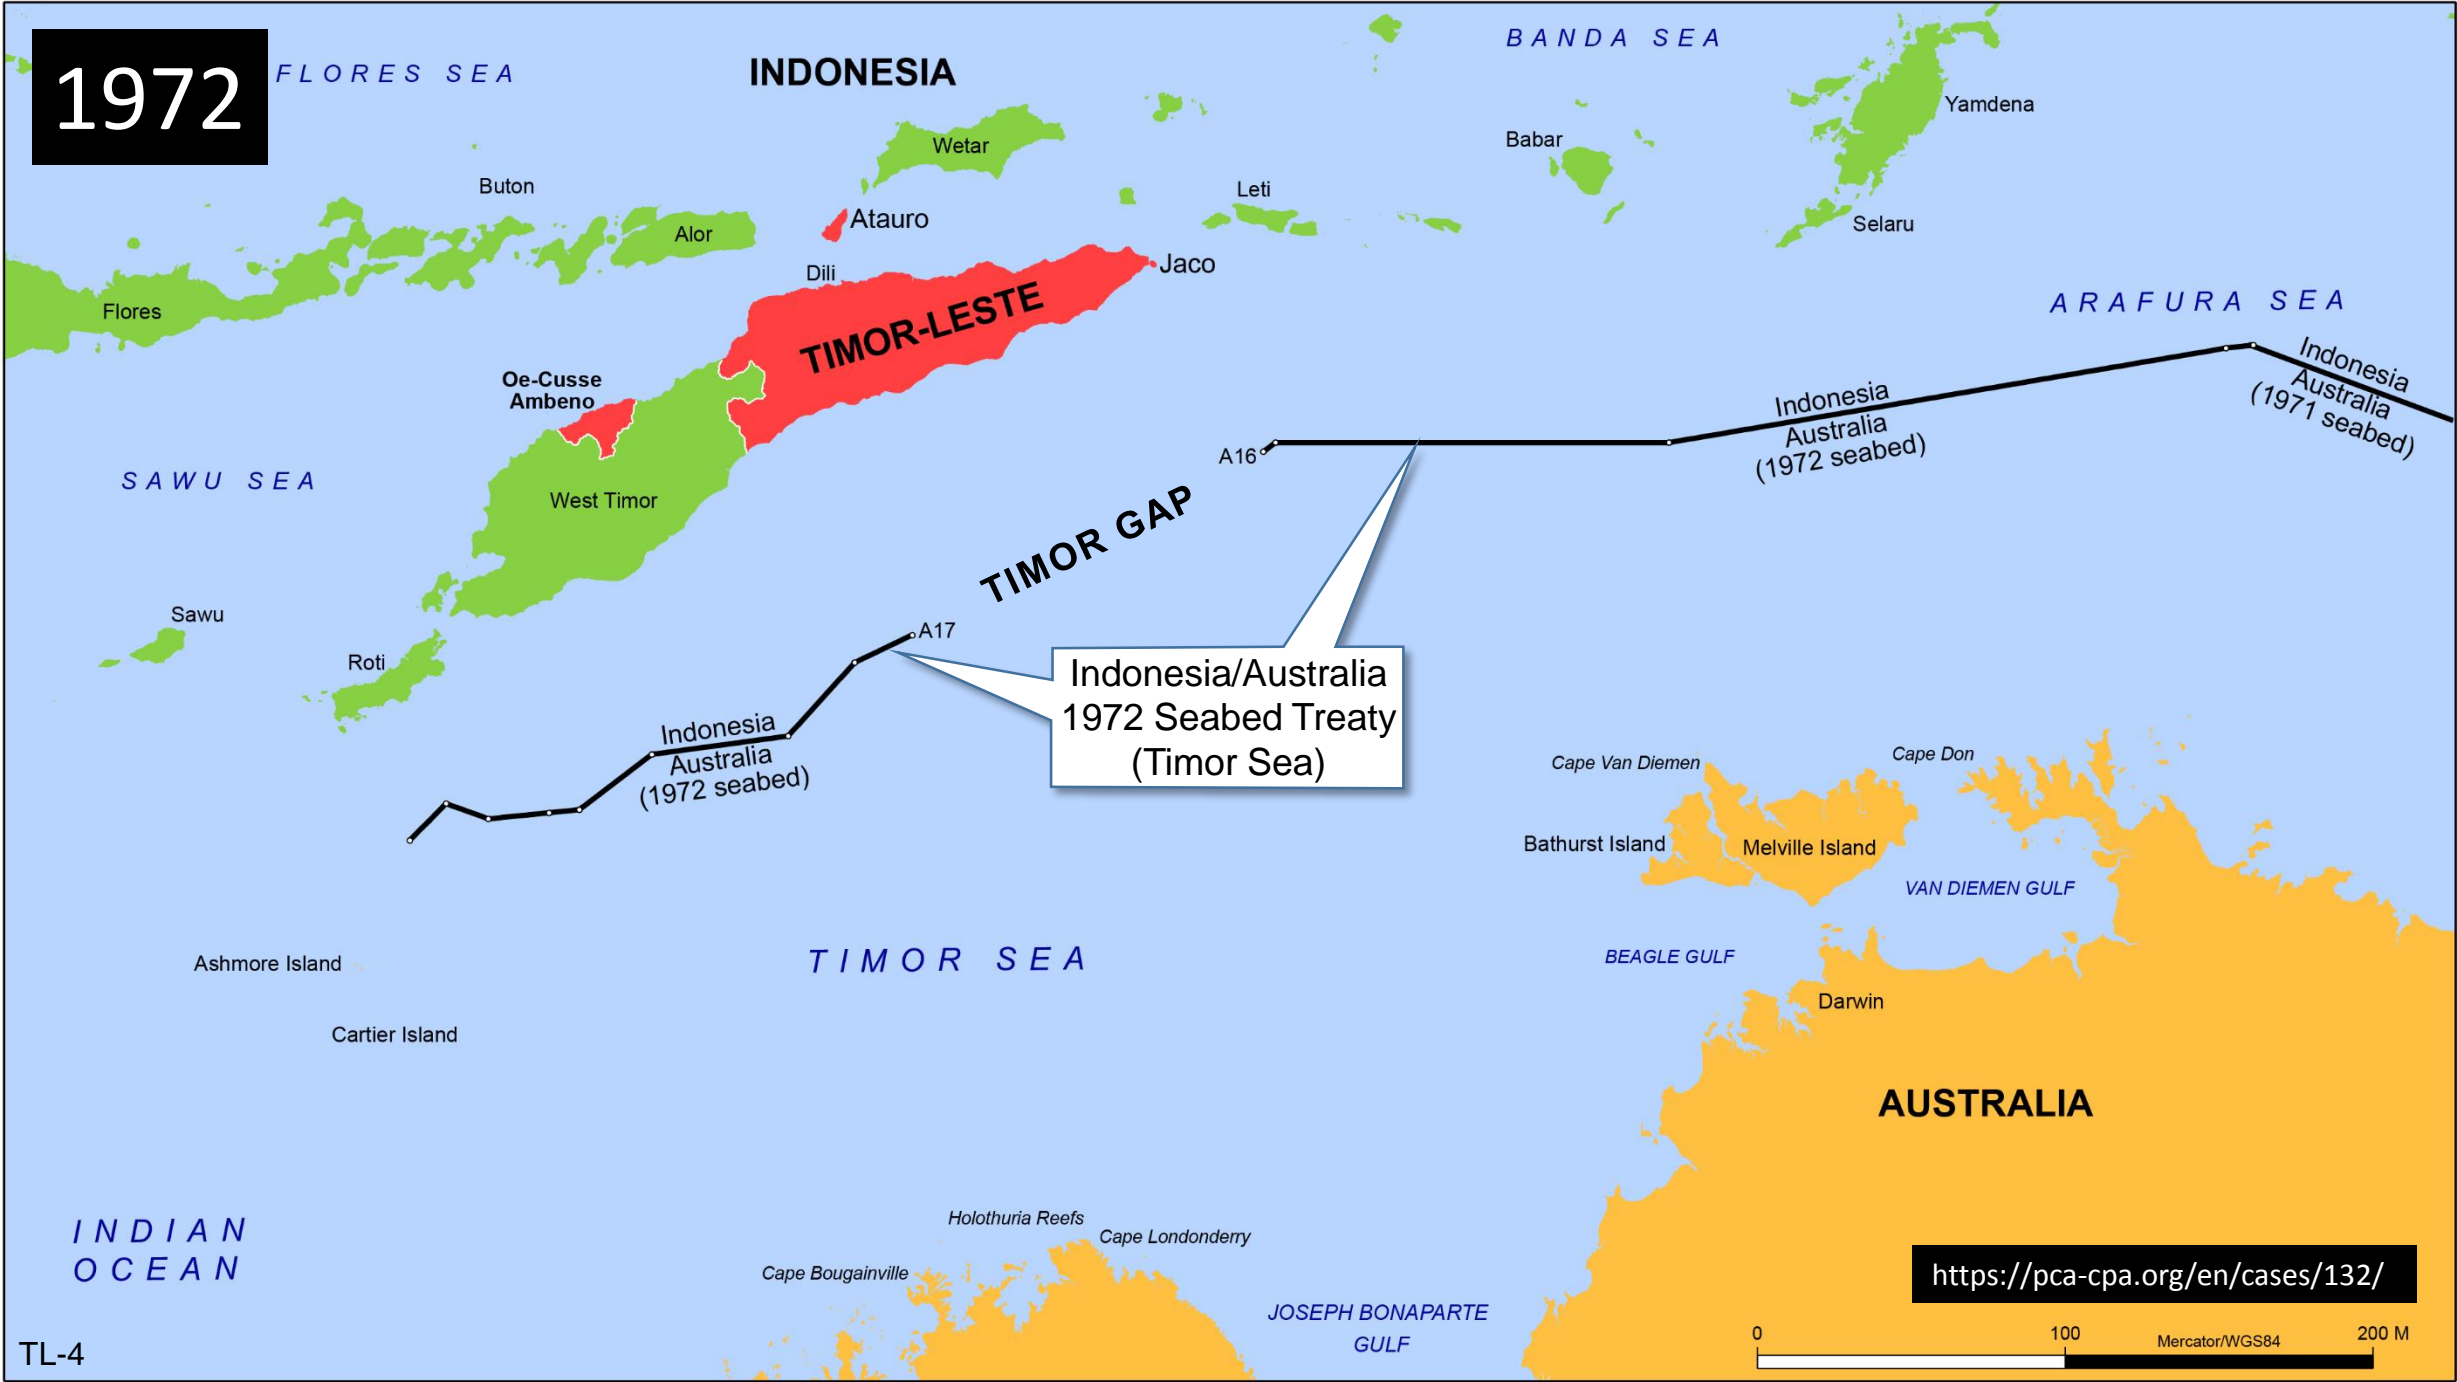 1972
FLORES SEA
INDONESIA
BANDA SEA
Yamdena
Wetar
Babar
Buton
Leti
Atauro
Alor
Selaru
Dili
Jaco
Flores
TIMOR-LESTE
ARAFURA SEA
Oe-Cusse
Ambeno
Indonesia
Australia
(1971 seabed)
Indonesia
Australia
(1972 seabed)
A16
SAWU SEA
West Timor
TIMOR GAP
Sawu
A17
Roti
Indonesia/Australia
1972 Seabed Treaty
(Timor Sea)
Indonesia
Australia
(1972 seabed)
Cape Van Diemen
Cape Don
Bathurst Island
Melville Island
VAN DIEMEN GULF
TIMOR SEA
BEAGLE GULF
Ashmore Island
Darwin
Cartier Island
AUSTRALIA
INDIAN
OCEAN
Holothuria Reefs
Cape Londonderry
Cape Bougainville
https://pca-cpa.org/en/cases/132/
JOSEPH BONAPARTE
GULF
0 100 Mercator/WGS84 200 M
TL-4